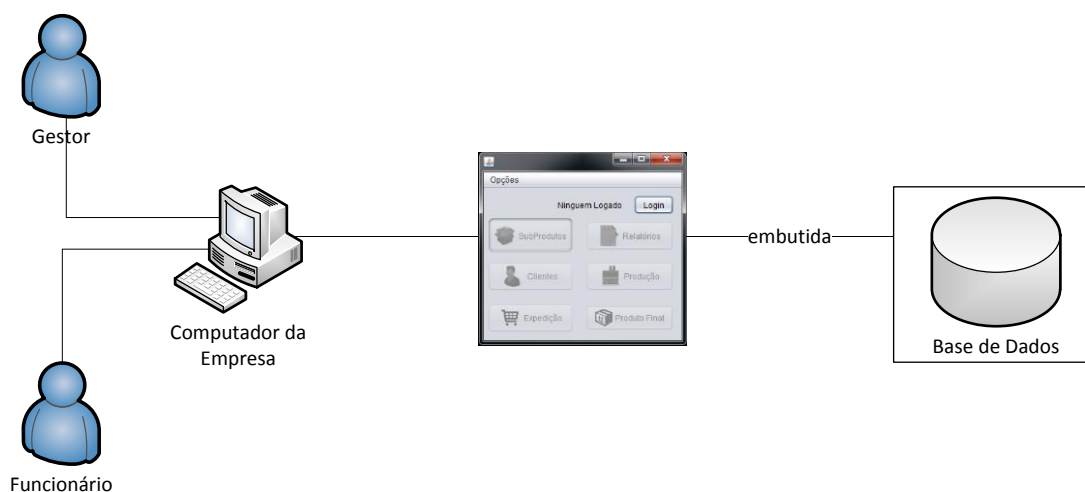 Gestor
Opções
Ninguem Logado
Login
SubProdutos
Relatórios
embutida
Clientes
Produção
Expedição
Produto Final
Computador da
Empresa
Base de Dados
Funcionário